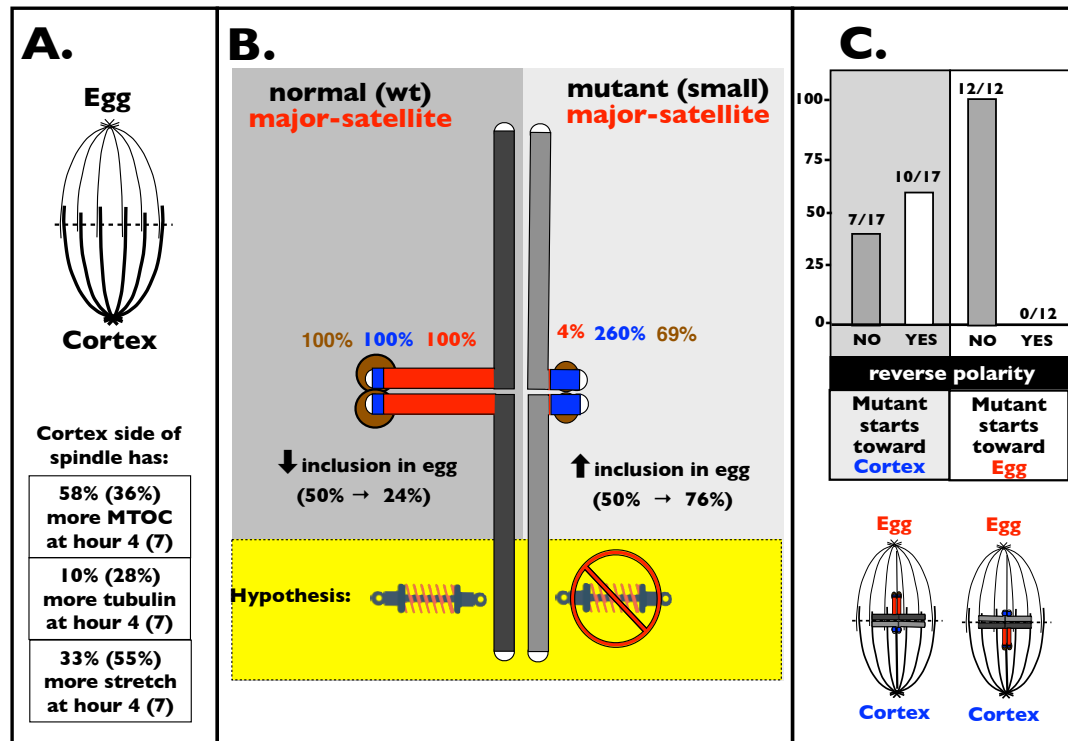 A.
Egg
Cortex
Cortex side of
spindle has:
58% (36%)
more MTOC
at hour 4 (7)
10% (28%)
more tubulin
at hour 4 (7)
33% (55%)
more stretch
at hour 4 (7)
B.
normal (wt)
major-satellite
mutant (small)
major-satellite
100% 100% 100%
4% 260% 69%
⬇ inclusion in egg
(50% → 24%)
⬆ inclusion in egg
(50% → 76%)
Hypothesis:
C.
100
75
50
25
0
7/17
10/17
12/12
0/12
NO YES NO YES
reverse polarity
Mutant
starts
toward
Cortex
Mutant
starts
toward
Egg
Egg
Cortex
Egg
Cortex